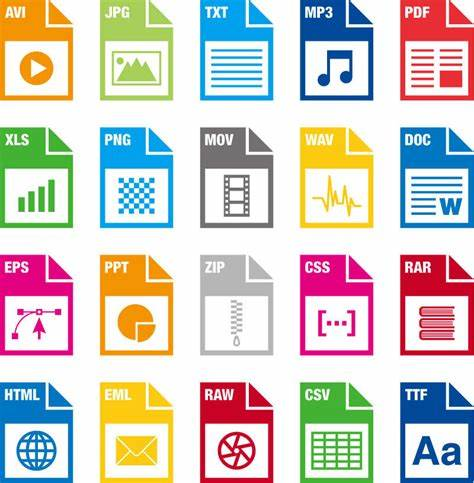 AVI JPG TXT MP3 PDF
XLS PNG MOV WAV DOC
W
EPS PPT ZIP CSS RAR
[...]
HTML EML RAW CSV TTF
Aa